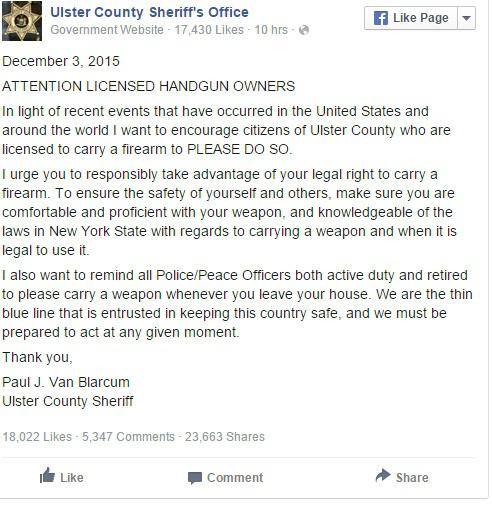 Ulster County Sheriff's Office
Government Website · 17,430 Likes · 10 hrs ·
Like Page
December 3, 2015
ATTENTION LICENSED HANDGUN OWNERS
In light of recent events that have occurred in the United States and
around the world I want to encourage citizens of Ulster County who are
licensed to carry a firearm to PLEASE DO SO.
I urge you to responsibly take advantage of your legal right to carry a
firearm. To ensure the safety of yourself and others, make sure you are
comfortable and proficient with your weapon, and knowledgeable of the
laws in New York State with regards to carrying a weapon and when it is
legal to use it.
I also want to remind all Police/Peace Officers both active duty and retired
to please carry a weapon whenever you leave your house. We are the thin
blue line that is entrusted in keeping this country safe, and we must be
prepared to act at any given moment.
Thank you,
Paul J. Van Blarcum
Ulster County Sheriff
18,022 Likes · 5,347 Comments · 23,663 Shares
Like Comment Share